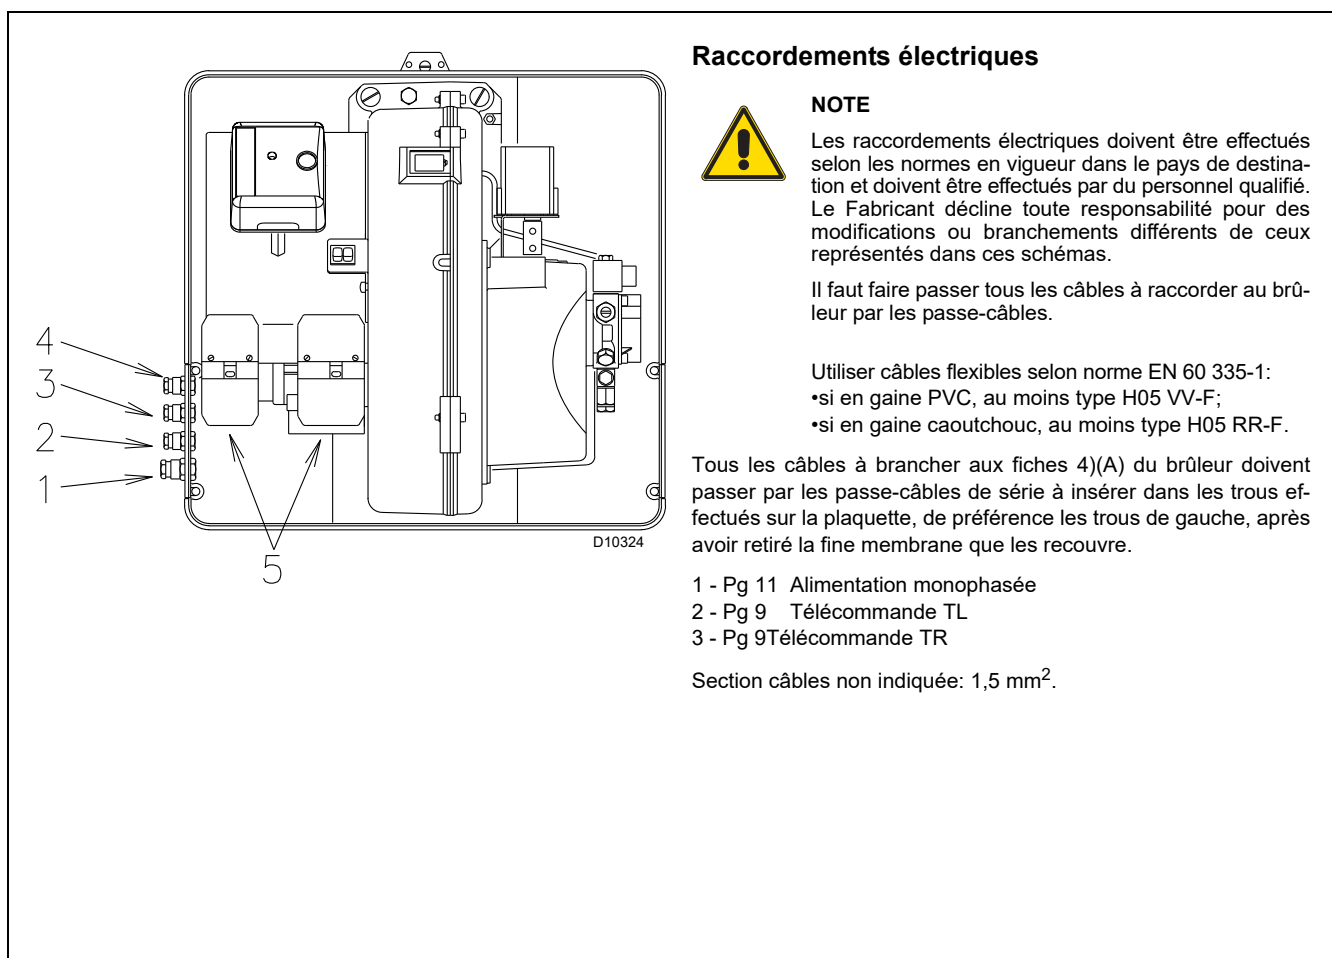 4
3
2
1
5
D10324
Raccordements électriques
NOTE
Les raccordements électriques doivent être effectués
selon les normes en vigueur dans le pays de destina-
tion et doivent être effectués par du personnel qualifié.
Le Fabricant décline toute responsabilité pour des
modifications ou branchements différents de ceux
représentés dans ces schémas.
Il faut faire passer tous les câbles à raccorder au brû-
leur par les passe-câbles.
Utiliser câbles flexibles selon norme EN 60 335-1:
•si en gaine PVC, au moins type H05 VV-F;
•si en gaine caoutchouc, au moins type H05 RR-F.
Tous les câbles à brancher aux fiches 4)(A) du brûleur doivent
passer par les passe-câbles de série à insérer dans les trous ef-
fectués sur la plaquette, de préférence les trous de gauche, après
avoir retiré la fine membrane que les recouvre.
1 - Pg 11 Alimentation monophasée
2 - Pg 9 Télécommande TL
3 - Pg 9Télécommande TR
Section câbles non indiquée: 1,5 mm².